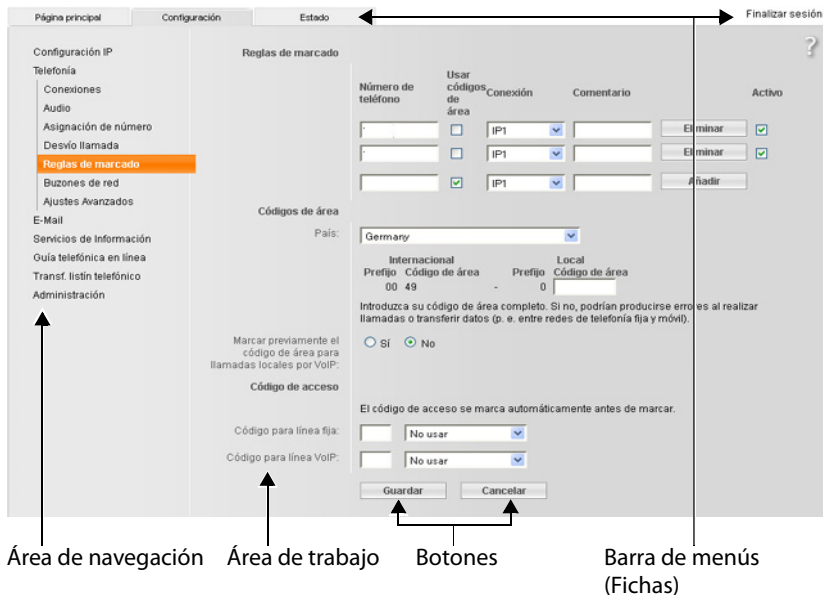 Página principal Configuración Estado Finalizar sesión
?
Configuración IP
Telefonía
Conexiones
Audio
Asignación de número
Desvío llamada
Reglas de marcado
Buzones de red
Ajustes Avanzados
E-Mail
Servicios de Información
Guía telefónica en línea
Transf. listín telefónico
Administración
Reglas de marcado
Número de teléfono Usar códigos de área Conexión Comentario Activo
IP1 Eliminar
IP1 Eliminar
IP1 Añadir
Códigos de área
País: Germany
Internacional Local
Prefijo Código de área Prefijo Código de área
00 49 - 0
Introduzca su código de área completo. Si no, podrían producirse errores al realizar
llamadas o transferir datos (p. e. entre redes de telefonía fija y móvil).
Marcar previamente el
código de área para
llamadas locales por VoIP:
Sí No
Código de acceso
El código de acceso se marca automáticamente antes de marcar.
Código para línea fija: No usar
Código para línea VoIP: No usar
Guardar Cancelar
Área de navegación Área de trabajo Botones Barra de menús
(Fichas)